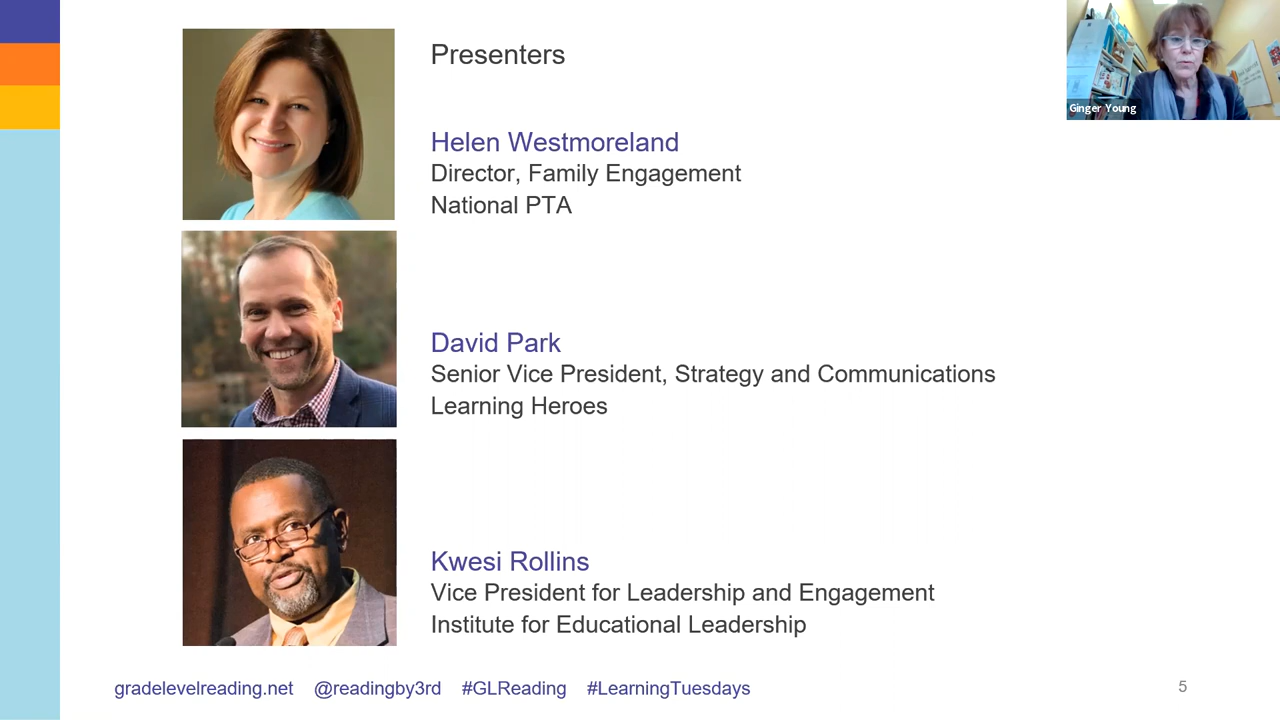 Presenters
Ginger Young
Helen Westmoreland
Director, Family Engagement
National PTA
David Park
Senior Vice President, Strategy and Communications
Learning Heroes
Kwesi Rollins
Vice President for Leadership and Engagement
Institute for Educational Leadership
gradelevelreading.net @readingby3rd #GLReading #LearningTuesdays 5